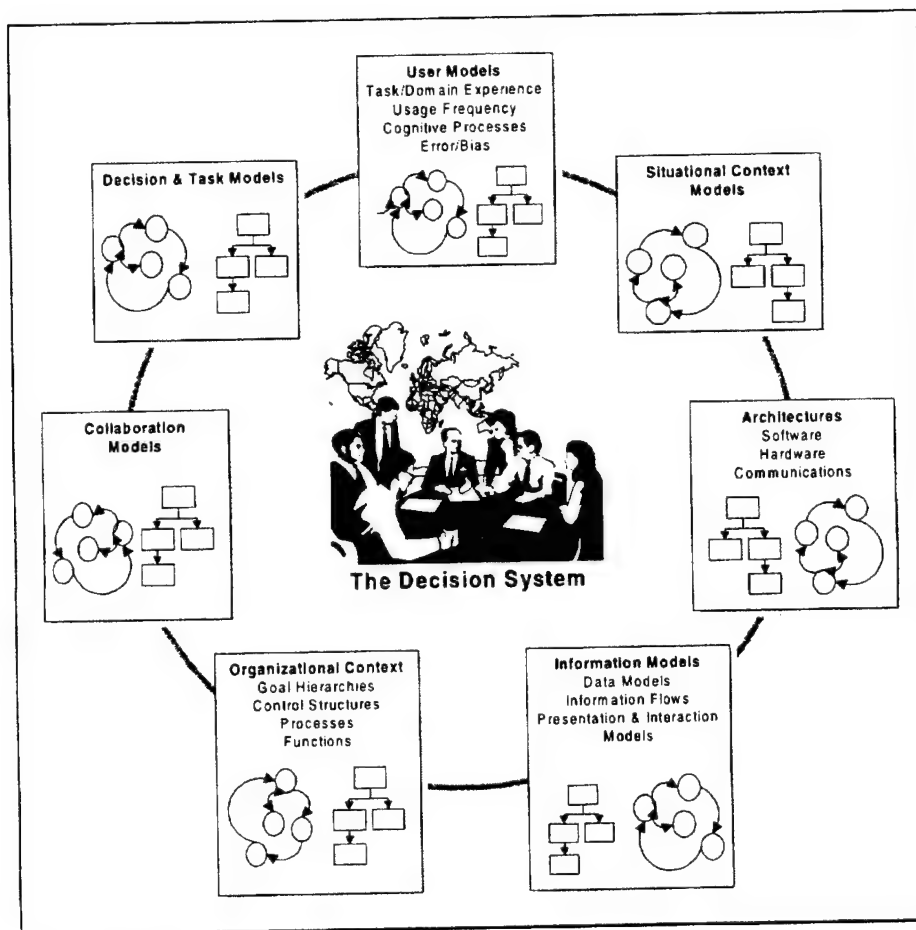 User Models
Task/Domain Experience
Usage Frequency
Cognitive Processes
Error/Bias
Decision & Task Models
Situational Context
Models
Collaboration
Models
Architectures
Software
Hardware
Communications
The Decision System
Organizational Context
Goal Hierarchies
Control Structures
Processes
Functions
Information Models
Data Models
Information Flows
Presentation & Interaction
Models